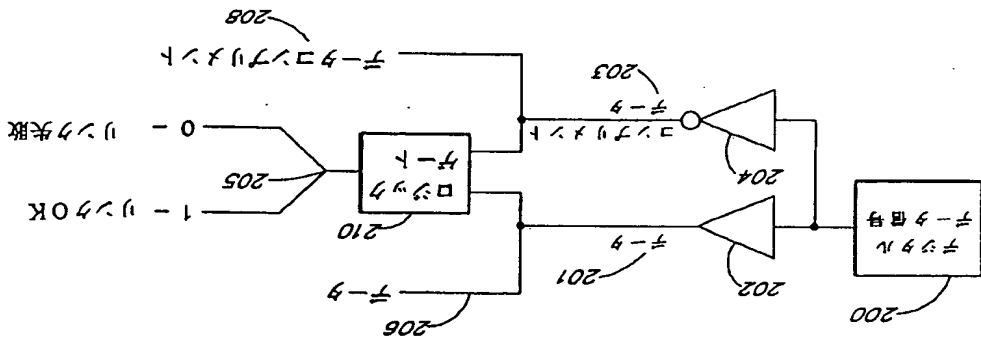 208
データコンプリメント
203
データ
コンプリメント
0 - リンク失敗
205
ロジック
ゲート
204
1 - リンクOK
210
201
データ
202
デジタル
データ信号
200
206
データ